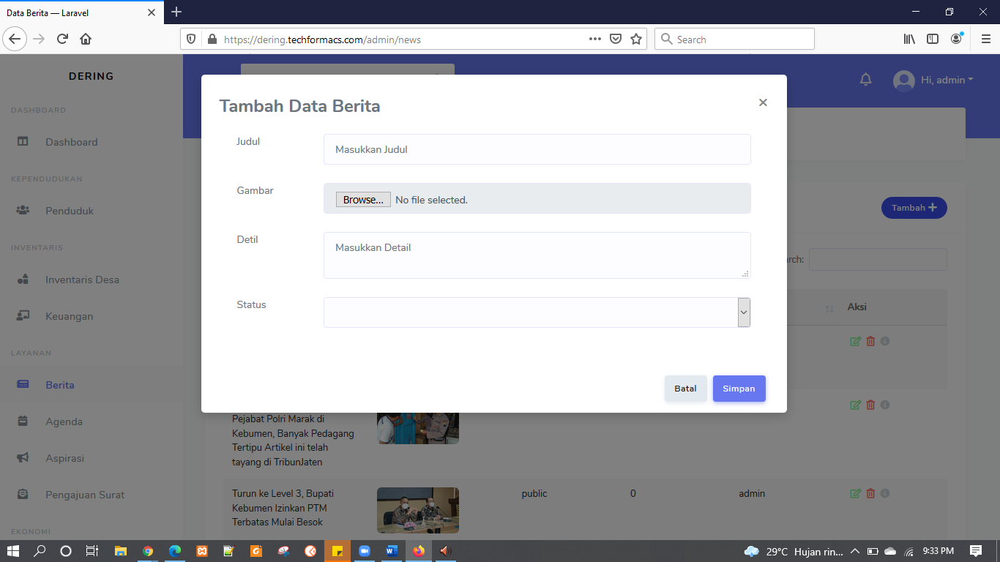 Data Berita — Laravel
https://dering.techformacs.com/admin/news
Search
DERING
Hi, admin
DASHBOARD
Dashboard
KEPENDUDUKAN
Penduduk
INVENTARIS
Inventaris Desa
Keuangan
LAYANAN
Berita
Agenda
Aspirasi
Pengajuan Surat
EKONOMI
Tambah Data Berita
×
Judul
Masukkan Judul
Gambar
Browse... No file selected.
Detil
Masukkan Detail
Status
Batal Simpan
Tambah +
rch:
Aksi
Pejabat Polri Marak di
Kebumen, Banyak Pedagang
Tertipu Artikel ini telah
tayang di TribunJaten
Turun ke Level 3, Bupati
Kebumen Izinkan PTM
Terbatas Mulai Besok
public 0 admin
29°C Hujan rin... 9:33 PM